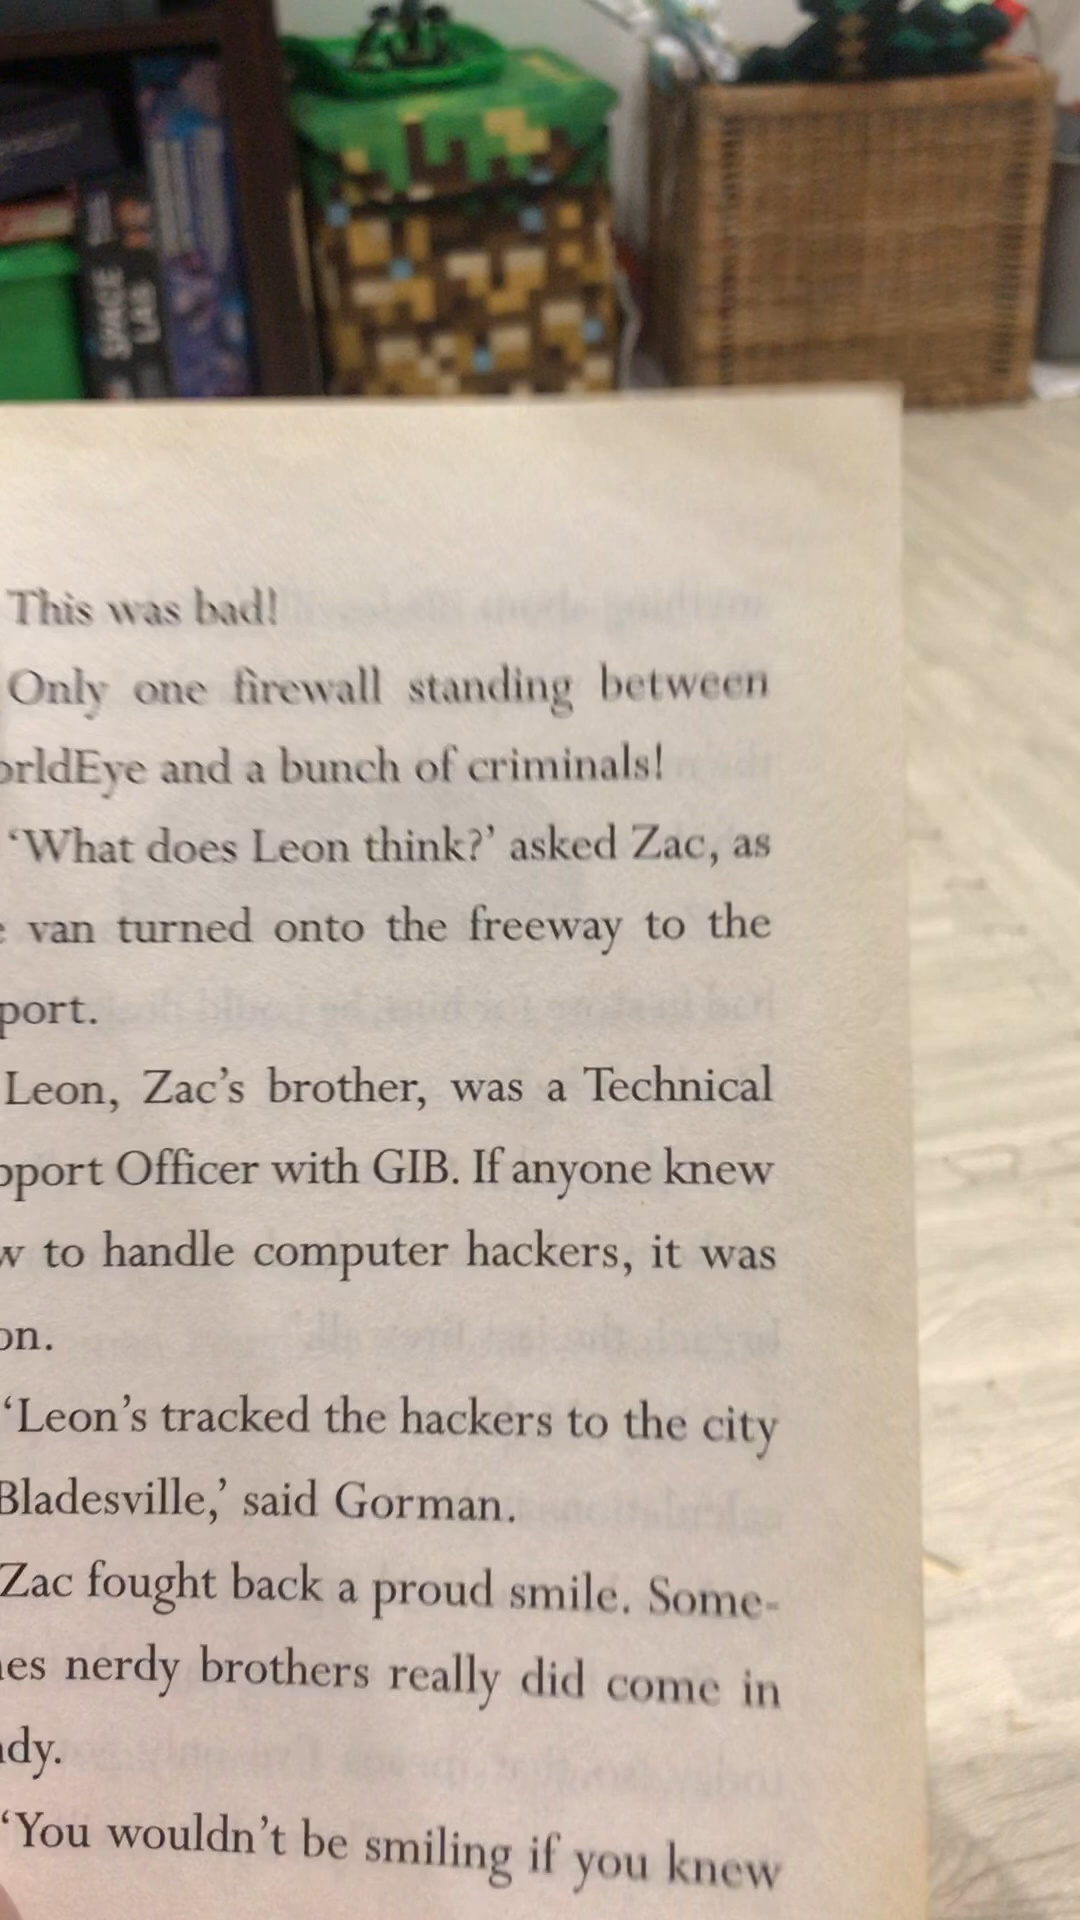 SPACE
LAB
This was bad!
Only one firewall standing between
orldEye and a bunch of criminals!
‘What does Leon think?’ asked Zac, as
e van turned onto the freeway to the
port.
Leon, Zac’s brother, was a Technical
pport Officer with GIB. If anyone knew
w to handle computer hackers, it was
on.
‘Leon’s tracked the hackers to the city
Bladesville,’ said Gorman.
Zac fought back a proud smile. Some-
es nerdy brothers really did come in
dy.
‘You wouldn’t be smiling if you knew